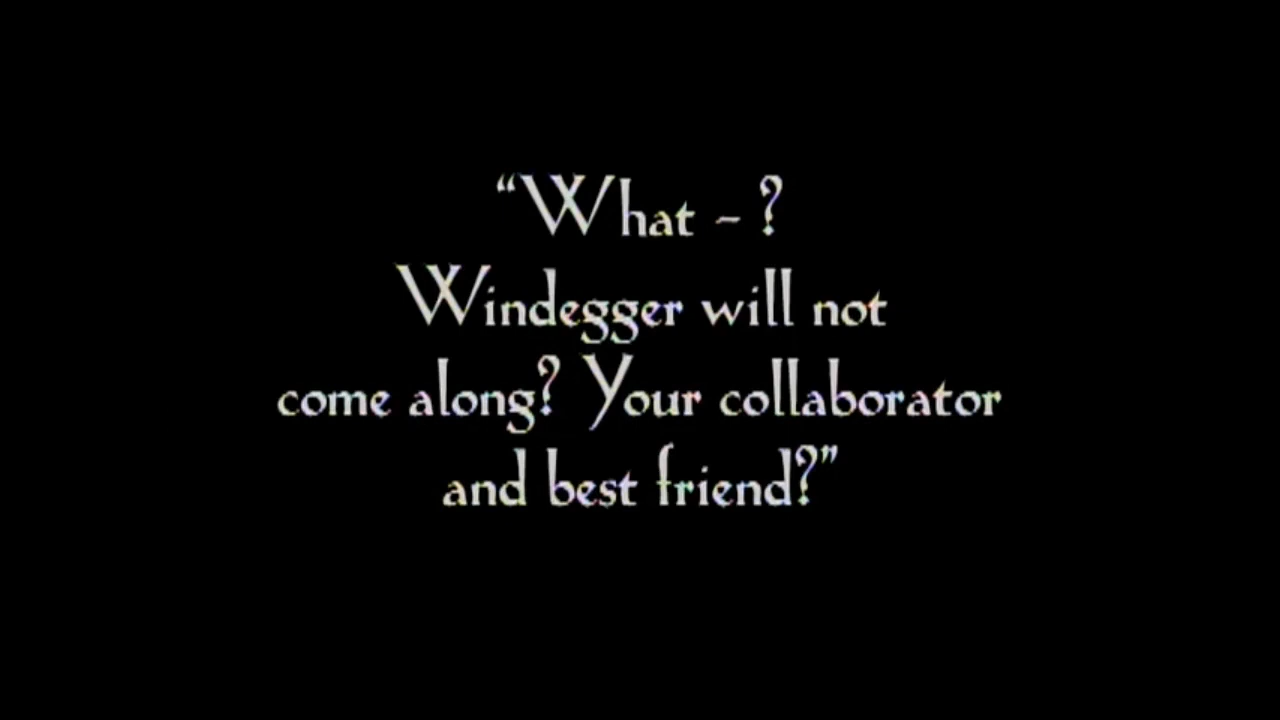 “What – ?
Windegger will not
come along? Your collaborator
and best friend?”